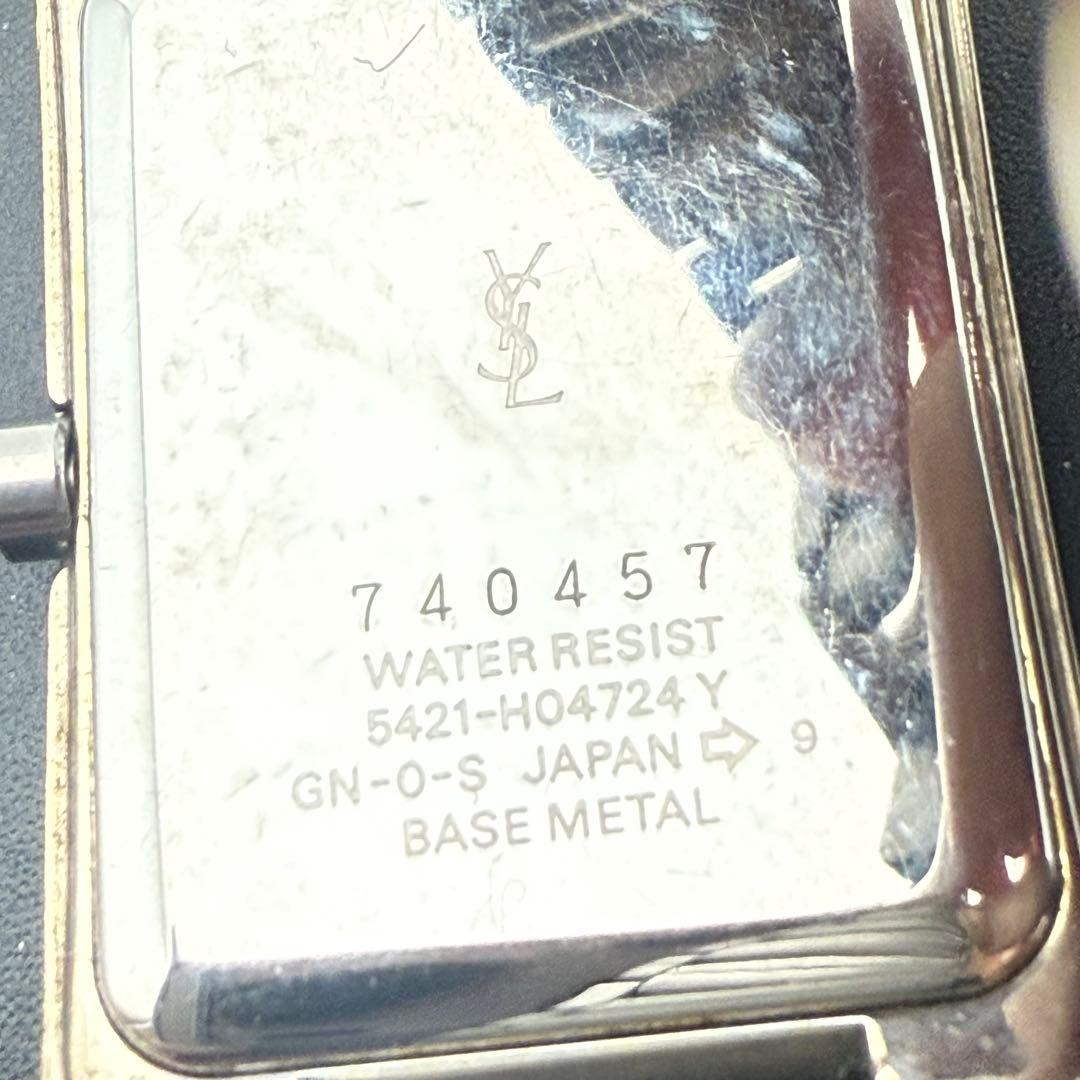 YSL
740457
WATER RESIST
5421-H04724 Y
GN-0-S JAPAN ⇨ 9
BASE METAL